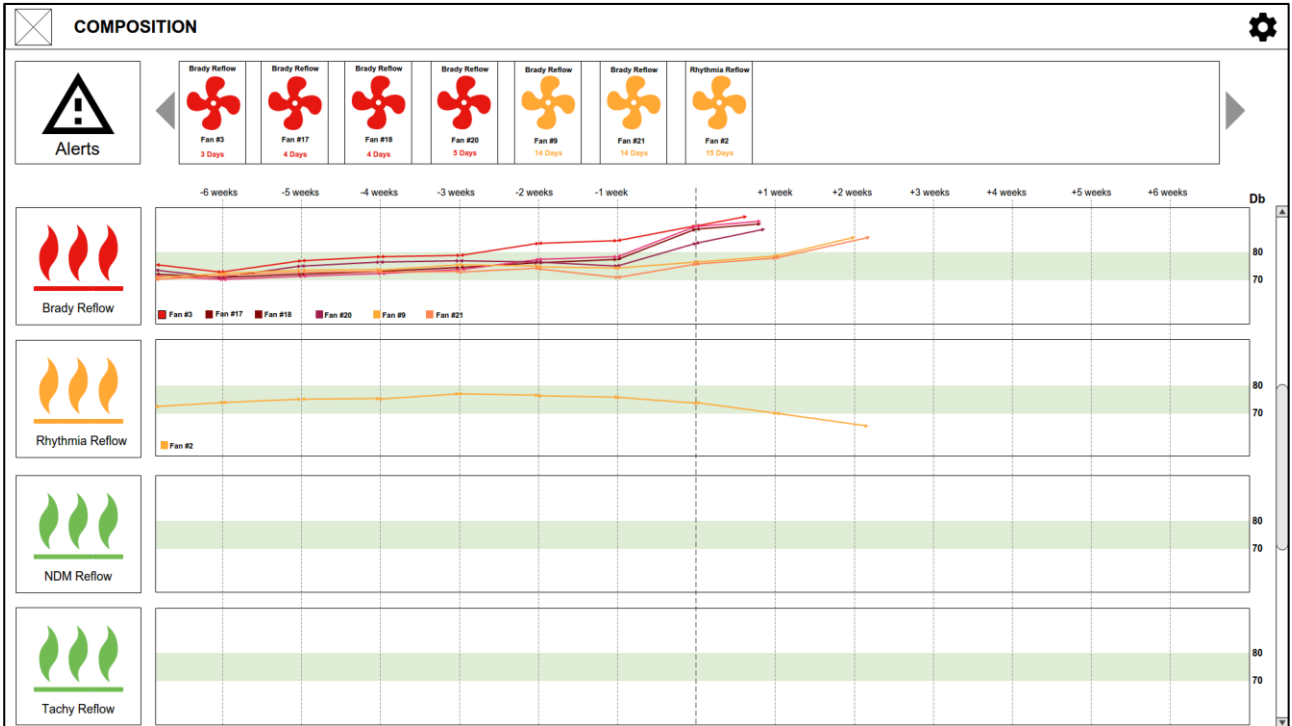 COMPOSITION
Alerts
Brady Reflow Brady Reflow Brady Reflow Brady Reflow Brady Reflow Brady Reflow Rhythmia Reflow
Fan #3 Fan #17 Fan #18 Fan #20 Fan #9 Fan #21 Fan #2
3 Days 4 Days 4 Days 5 Days 14 Days 14 Days 15 Days
-6 weeks -5 weeks -4 weeks -3 weeks -2 weeks -1 week +1 week +2 weeks +3 weeks +4 weeks +5 weeks +6 weeks
Db
80
70
Brady Reflow
Fan #3 Fan #17 Fan #18 Fan #20 Fan #9 Fan #21
80
70
Rhythmia Reflow
Fan #2
80
70
NDM Reflow
80
70
Tachy Reflow